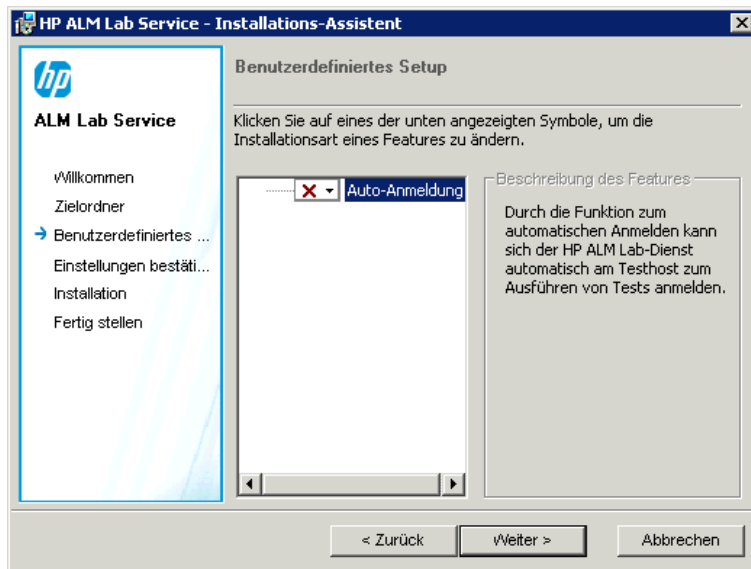 HP ALM Lab Service - Installations-Assistent
hp
ALM Lab Service
Willkommen
Zielordner
Benutzerdefiniertes ...
Einstellungen bestäti...
Installation
Fertig stellen
Benutzerdefiniertes Setup
Klicken Sie auf eines der unten angezeigten Symbole, um die
Installationsart eines Features zu ändern.
Auto-Anmeldung
Beschreibung des Features
Durch die Funktion zum
automatischen Anmelden kann
sich der HP ALM Lab-Dienst
automatisch am Testhost zum
Ausführen von Tests anmelden.
< Zurück
Weiter >
Abbrechen